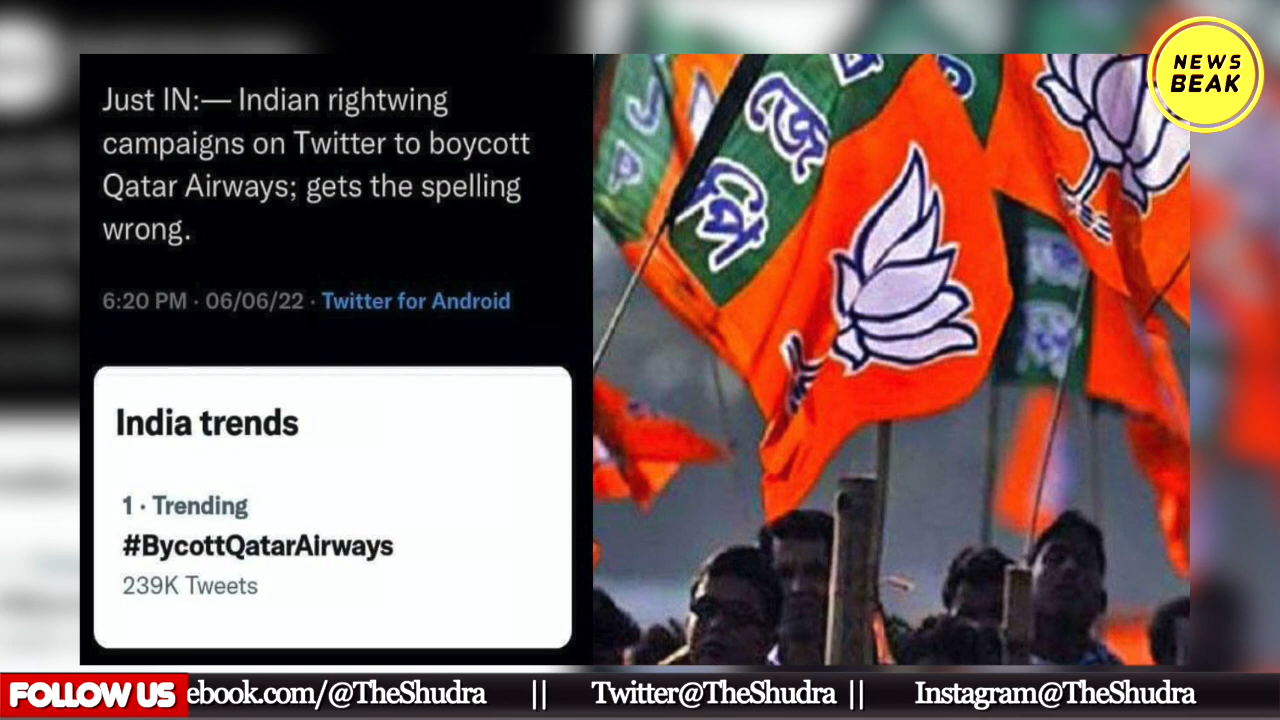 Just IN:— Indian rightwing
campaigns on Twitter to boycott
Qatar Airways; gets the spelling
wrong.
6:20 PM · 06/06/22 · Twitter for Android
India trends
1 · Trending
#BycottQatarAirways
239K Tweets
NEWS
BEAK
FOLLOW US ebook.com/@TheShudra || Twitter@TheShudra || Instagram@TheShudra